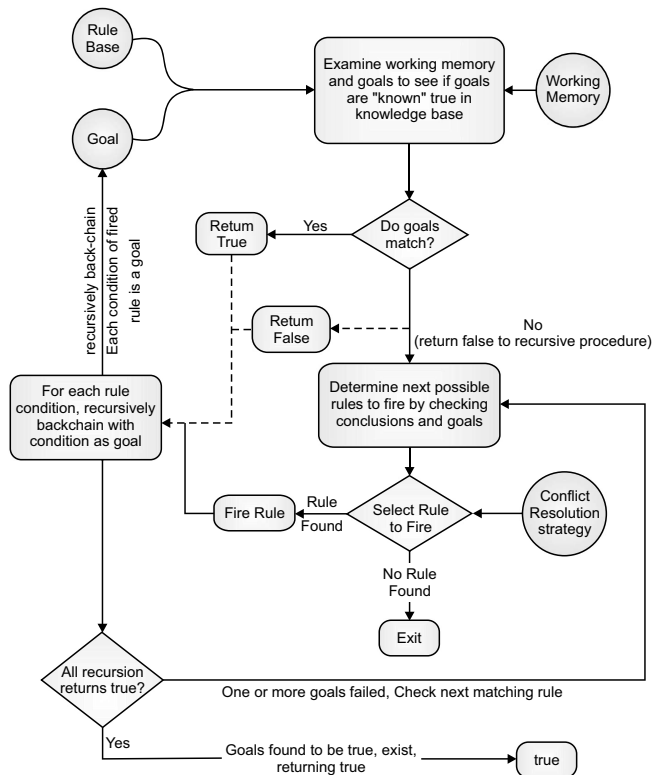 Rule
Base
Examine working memory
and goals to see if goals
are "known" true in
knowledge base
Working
Memory
Goal
recursively back-chain
Each condition of fired
rule is a goal
Return
True
Yes
Do goals
match?
Return
False
No
(return false to recursive procedure)
For each rule
condition, recursively
backchain with
condition as goal
Determine next possible
rules to fire by checking
conclusions and goals
Fire Rule
Rule
Found
Select Rule
to Fire
Conflict
Resolution
strategy
No Rule
Found
Exit
All recursion
returns true?
One or more goals failed, Check next matching rule
Yes
Goals found to be true, exist,
returning true
true